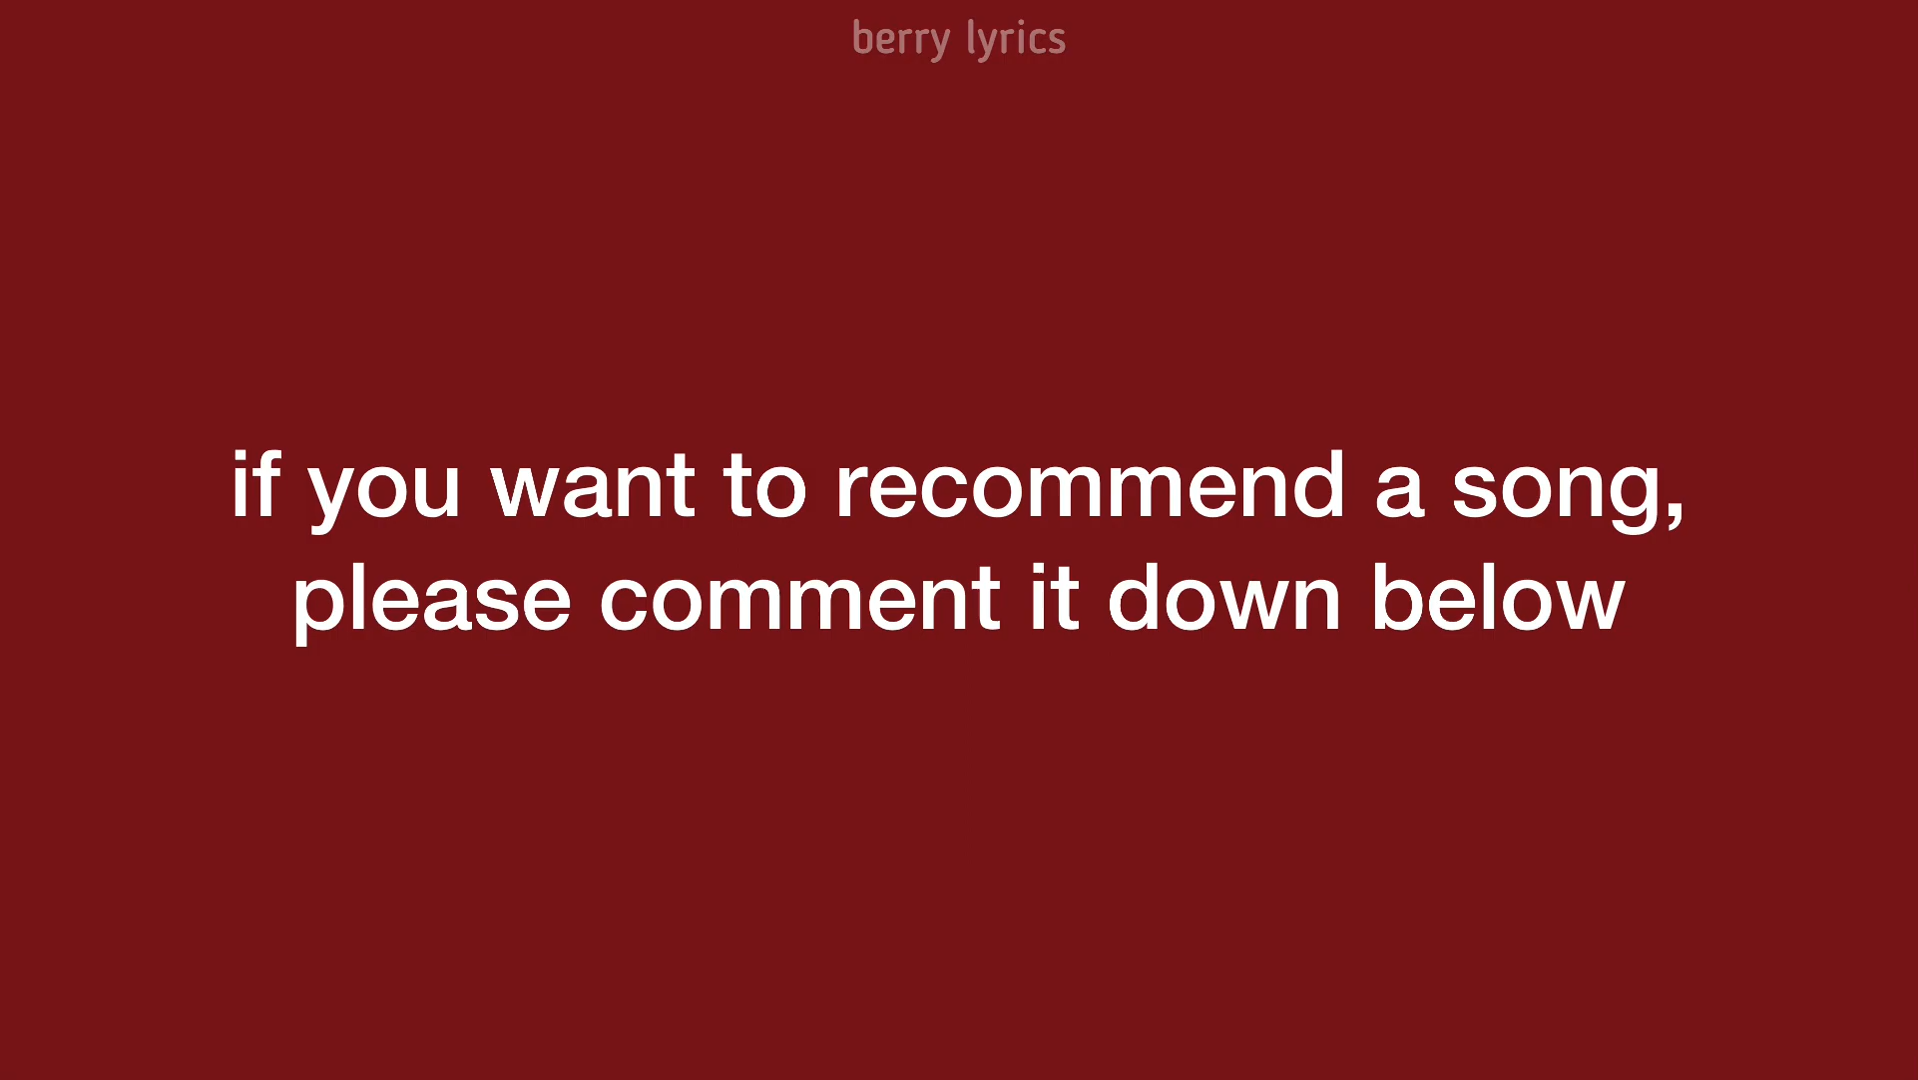 berry lyrics
if you want to recommend a song,
please comment it down below